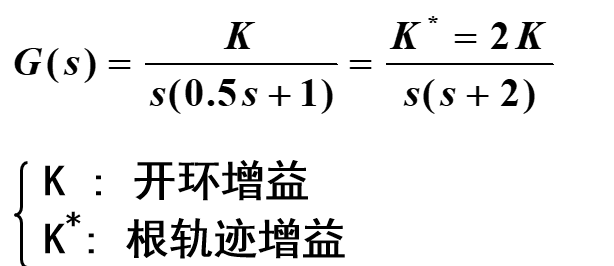 G(s) = K / s(0.5s + 1) = K* = 2K / s(s + 2)
K : 开环增益
K*: 根轨迹增益